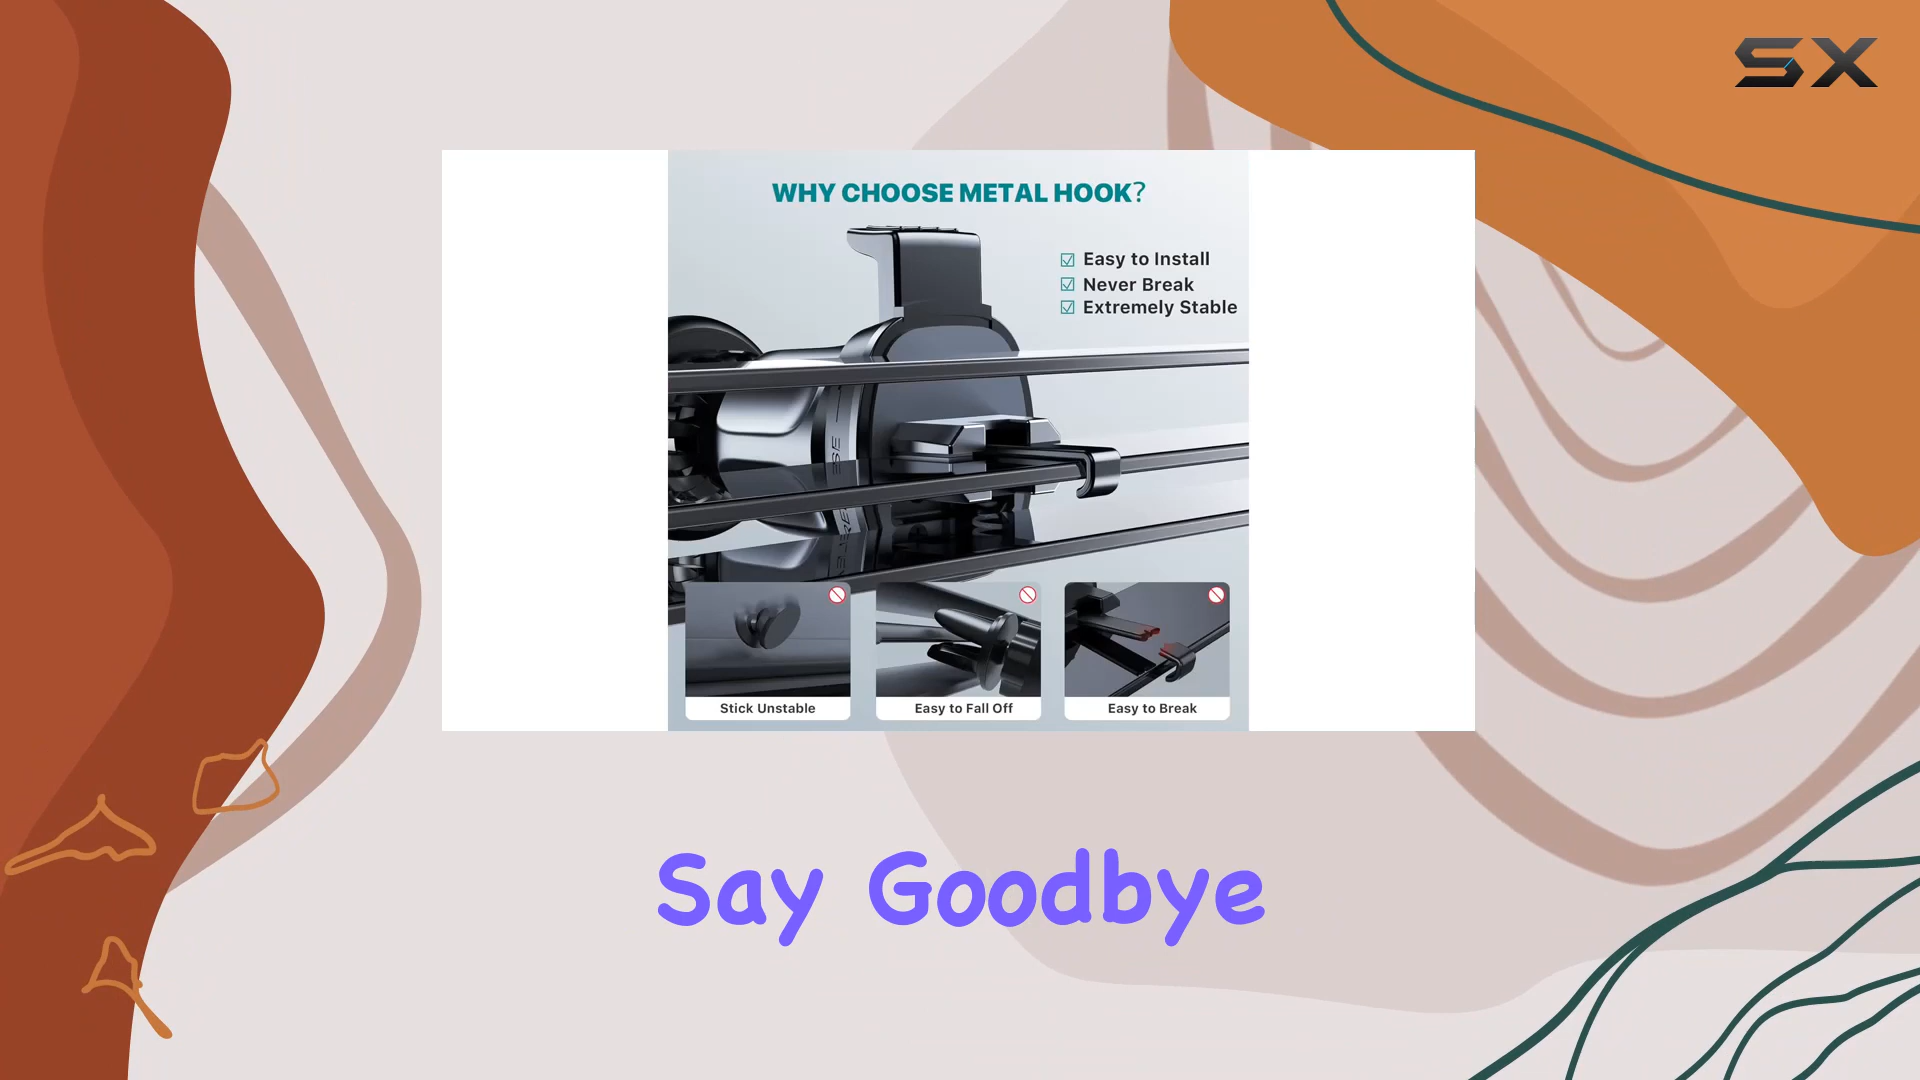 SX
WHY CHOOSE METAL HOOK?
Easy to Install
Never Break
Extremely Stable
Stick Unstable
Easy to Fall Off
Easy to Break
Say Goodbye